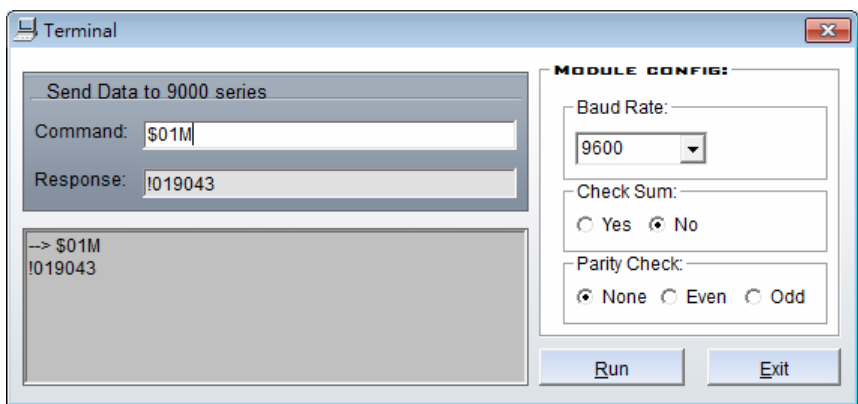 Terminal
Send Data to 9000 series
Command: $01M
Response: !019043
--> $01M
!019043
MODULE CONFIG:
Baud Rate:
9600
Check Sum:
Yes No
Parity Check:
None Even Odd
Run Exit